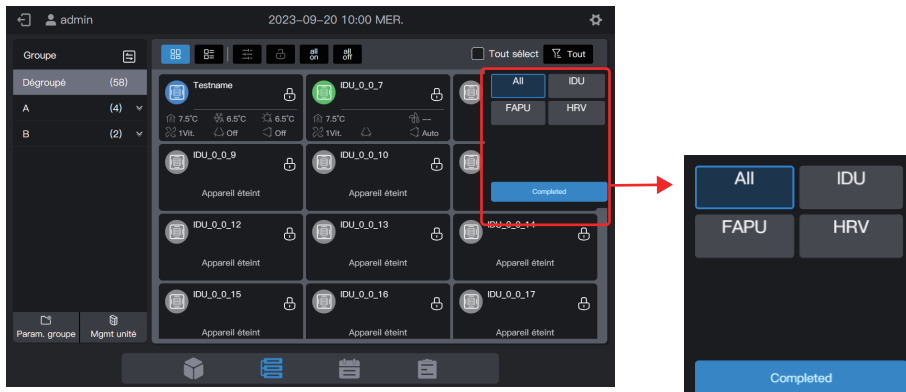 admin
2023-09-20 10:00 MER.
Groupe
Dégroupé (58)
A (4)
B (2)
Param. groupe
Mgmt unité
all on
all off
Tout sélect
Tout
Testname
7.5°C 6.5°C 6.5°C
1Vit. Off Off
IDU_0_0_7
7.5°C --
1Vit. Auto
All IDU
FAPU HRV
Completed
IDU_0_0_9
Appareil éteint
IDU_0_0_10
Appareil éteint
IDU_0_0_12
Appareil éteint
IDU_0_0_13
Appareil éteint
IDU_0_0_14
Appareil éteint
IDU_0_0_15
Appareil éteint
IDU_0_0_16
Appareil éteint
IDU_0_0_17
Appareil éteint
All IDU
FAPU HRV
Completed